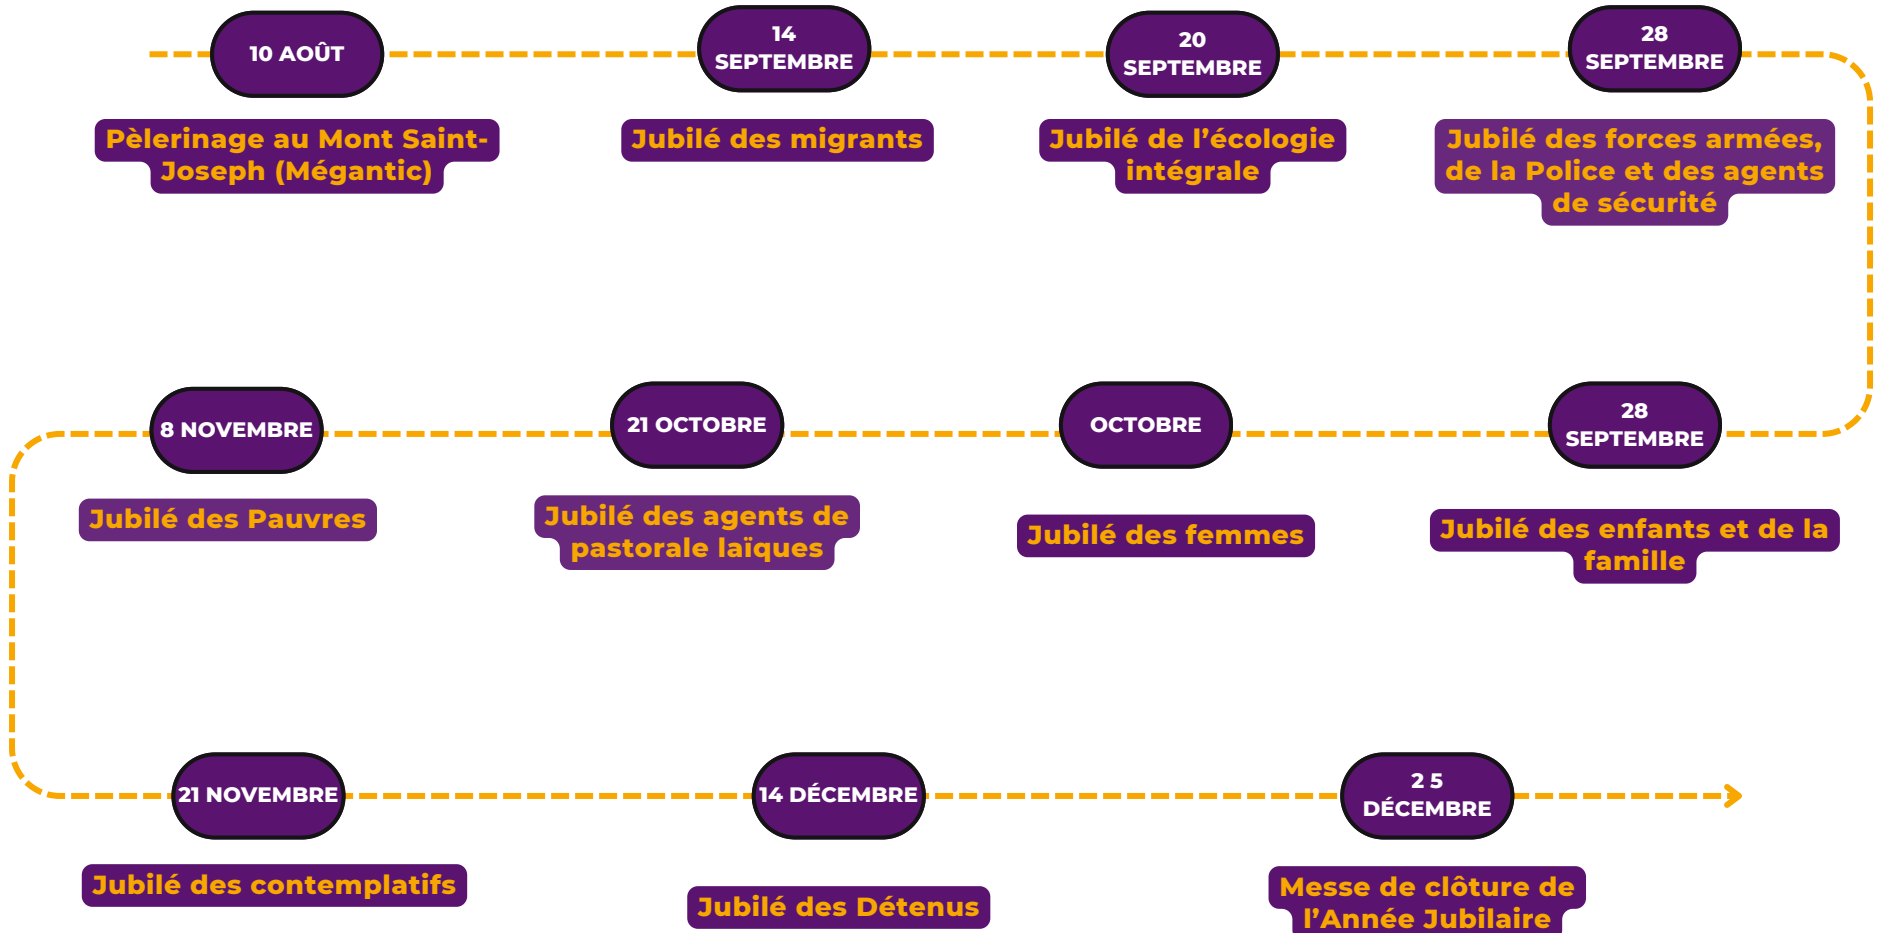 10 AOÛT
Pèlerinage au Mont Saint-
Joseph (Mégantic)
14
SEPTEMBRE
Jubilé des migrants
20
SEPTEMBRE
Jubilé de l’écologie
intégrale
28
SEPTEMBRE
Jubilé des forces armées,
de la Police et des agents
de sécurité
28
SEPTEMBRE
Jubilé des enfants et de la
famille
OCTOBRE
Jubilé des femmes
21 OCTOBRE
Jubilé des agents de
pastorale laïques
8 NOVEMBRE
Jubilé des Pauvres
21 NOVEMBRE
Jubilé des contemplatifs
14 DÉCEMBRE
Jubilé des Détenus
2 5
DÉCEMBRE
Messe de clôture de
l’Année Jubilaire